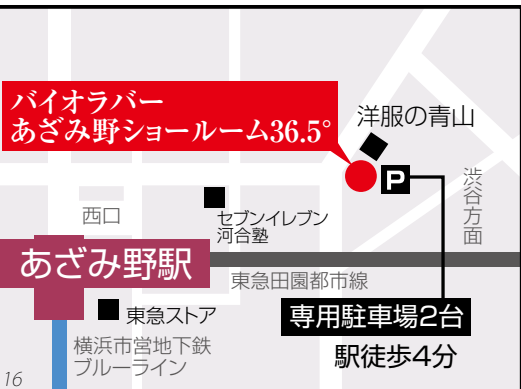 バイオラバー
あざみ野ショールーム36.5°
洋服の青山
P
渋谷方面
西口
セブンイレブン
河合塾
あざみ野駅
東急田園都市線
東急ストア
専用駐車場2台
駅徒歩4分
横浜市営地下鉄
ブルーライン
16